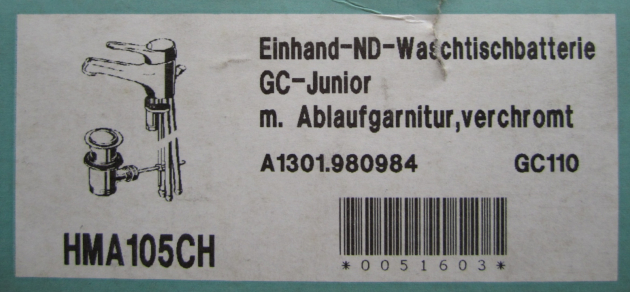 Einhand-ND-Waschtischbatterie
GC-Junior
m. Ablaufgarnitur,verchromt
A1301.980984 GC110
HMA105CH
*0051603*